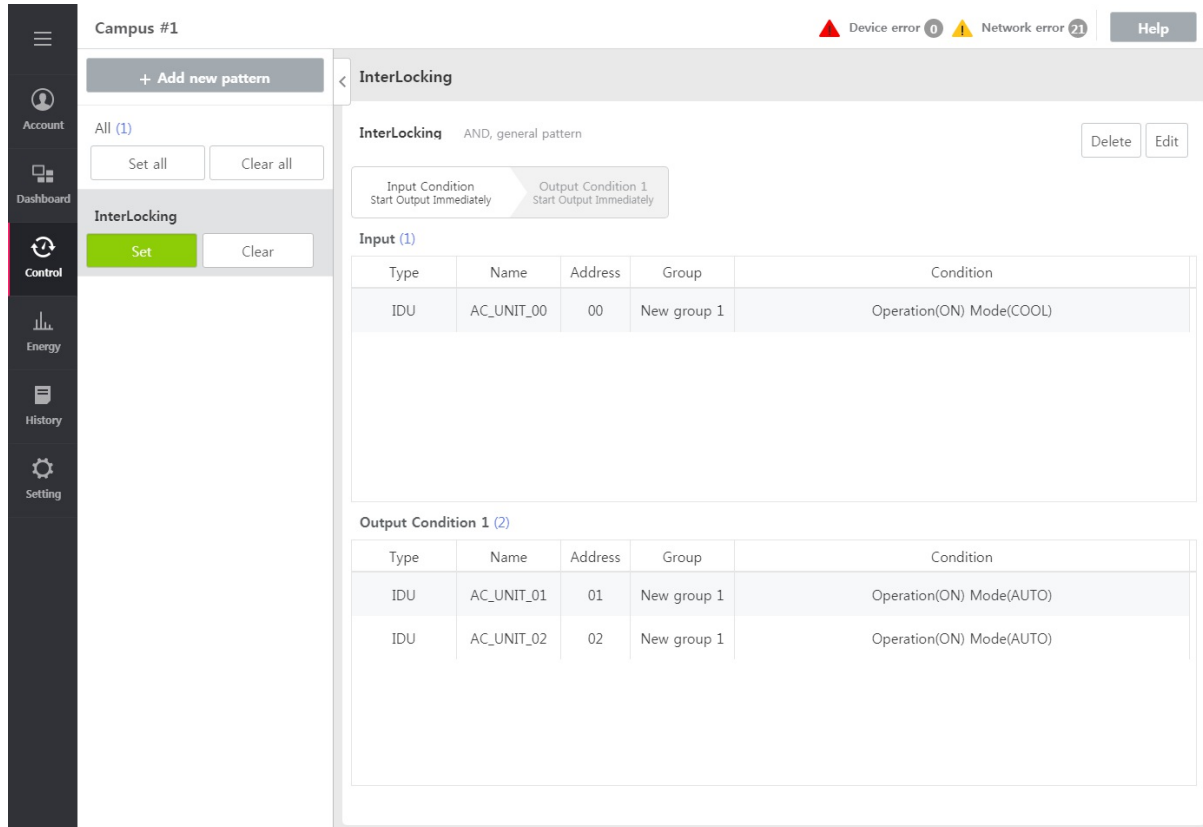 Campus #1
Device error 0 Network error 21 Help
Account
Dashboard
Control
Energy
History
Setting
+ Add new pattern
All (1)
Set all Clear all
InterLocking
Set Clear
< InterLocking
InterLocking AND, general pattern
Delete Edit
Input Condition
Start Output Immediately
Output Condition 1
Start Output Immediately
Input (1)
Type Name Address Group Condition
IDU AC_UNIT_00 00 New group 1 Operation(ON) Mode(COOL)
Output Condition 1 (2)
Type Name Address Group Condition
IDU AC_UNIT_01 01 New group 1 Operation(ON) Mode(AUTO)
IDU AC_UNIT_02 02 New group 1 Operation(ON) Mode(AUTO)